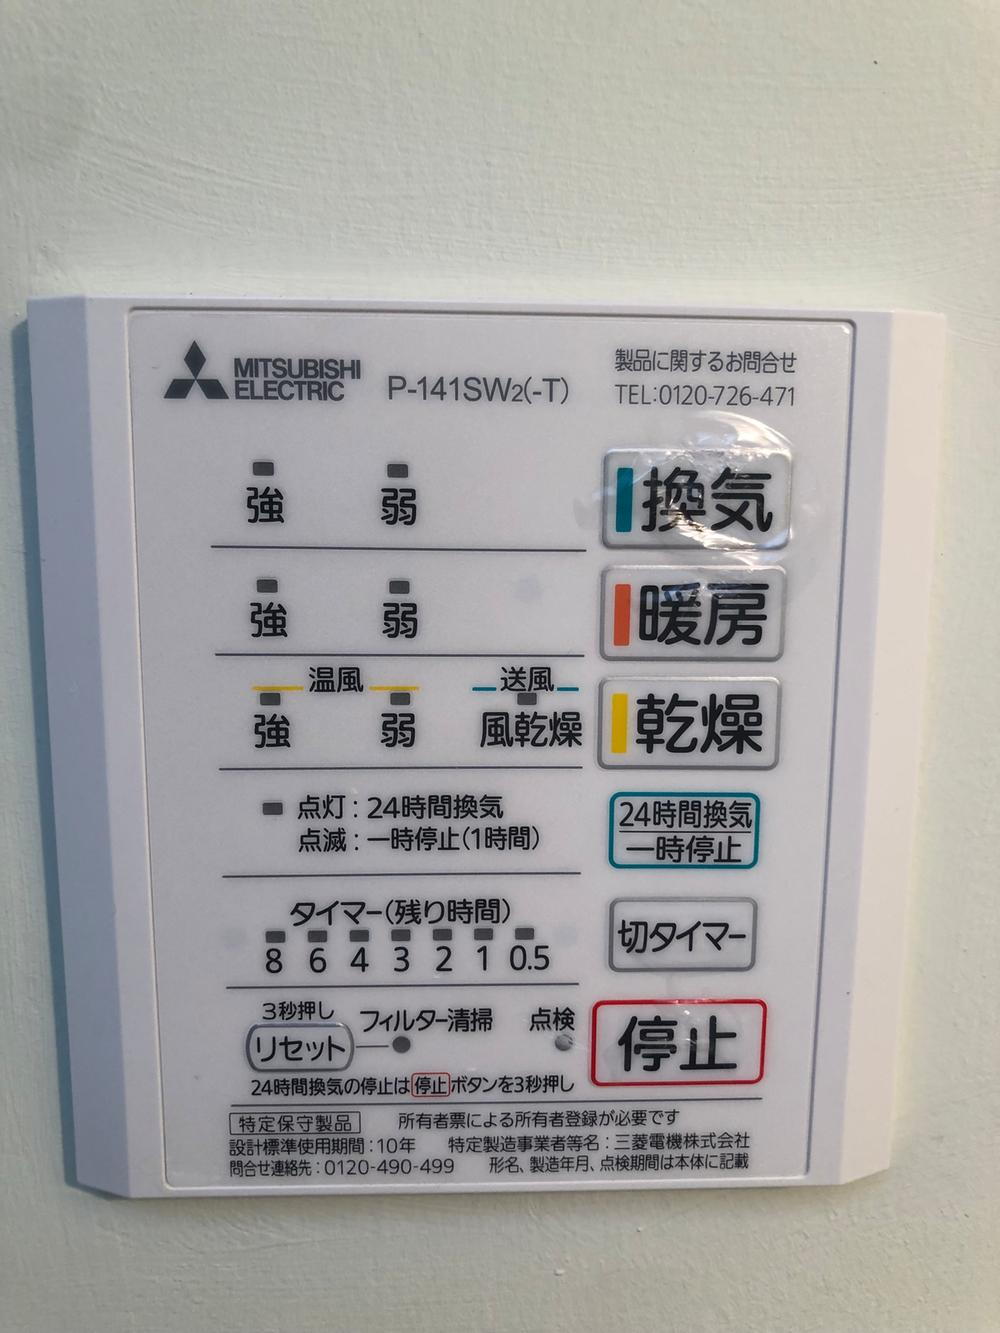 MITSUBISHI
ELECTRIC
P-141SW2(-T)
製品に関するお問合せ
TEL:0120-726-471
強 弱
換気
強 弱
暖房
温風 送風
強 弱 風乾燥
乾燥
点灯：24時間換気
点滅：一時停止(1時間)
24時間換気
一時停止
タイマー(残り時間)
8 6 4 3 2 1 0.5
切タイマー
3秒押し
リセット
フィルター清掃
点検
停止
24時間換気の停止は停止ボタンを3秒押し
特定保守製品 所有者票による所有者登録が必要です
設計標準使用期間：10年 特定製造事業者等名：三菱電機株式会社
問合せ連絡先：0120-490-499 形名、製造年月、点検期間は本体に記載